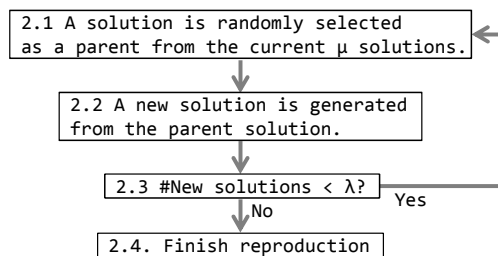 2.1 A solution is randomly selected
as a parent from the current μ solutions.
2.2 A new solution is generated
from the parent solution.
2.3 #New solutions < λ?
Yes
No
2.4. Finish reproduction